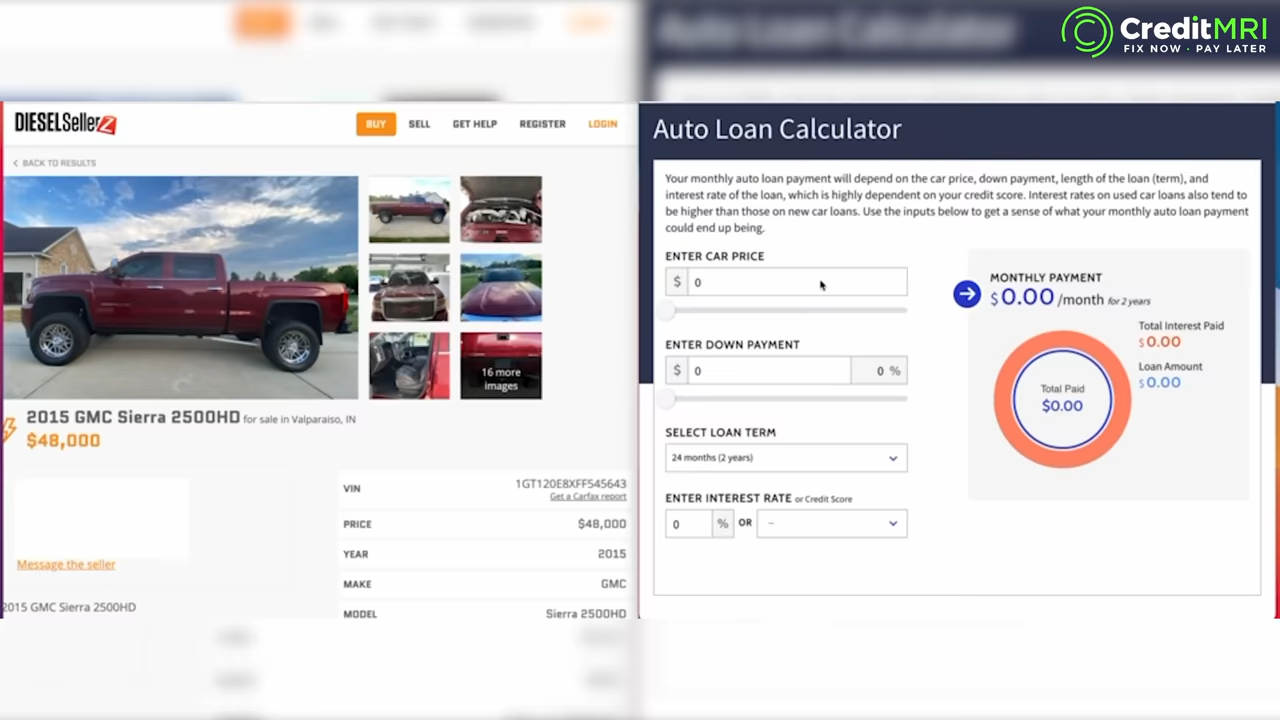 CreditMRI
FIX NOW · PAY LATER
DIESELSellerZ
BUY
SELL
GET HELP
REGISTER
LOGIN
BACK TO RESULTS
16 more
images
2015 GMC Sierra 2500HD for sale in Valparaiso, IN
$48,000
Message the seller
2015 GMC Sierra 2500HD
VIN
1GT120E8XFF545643
Get a Carfax report
PRICE
$48,000
YEAR
2015
MAKE
GMC
MODEL
Sierra 2500HD
Auto Loan Calculator
Your monthly auto loan payment will depend on the car price, down payment, length of the loan (term), and
interest rate of the loan, which is highly dependent on your credit score. Interest rates on used car loans also tend to
be higher than those on new car loans. Use the inputs below to get a sense of what your monthly auto loan payment
could end up being.
ENTER CAR PRICE
$ 0
ENTER DOWN PAYMENT
$ 0
0 %
SELECT LOAN TERM
24 months (2 years)
ENTER INTEREST RATE or Credit Score
0 % OR --
MONTHLY PAYMENT
$0.00 /month for 2 years
Total Interest Paid
$0.00
Loan Amount
$0.00
Total Paid
$0.00